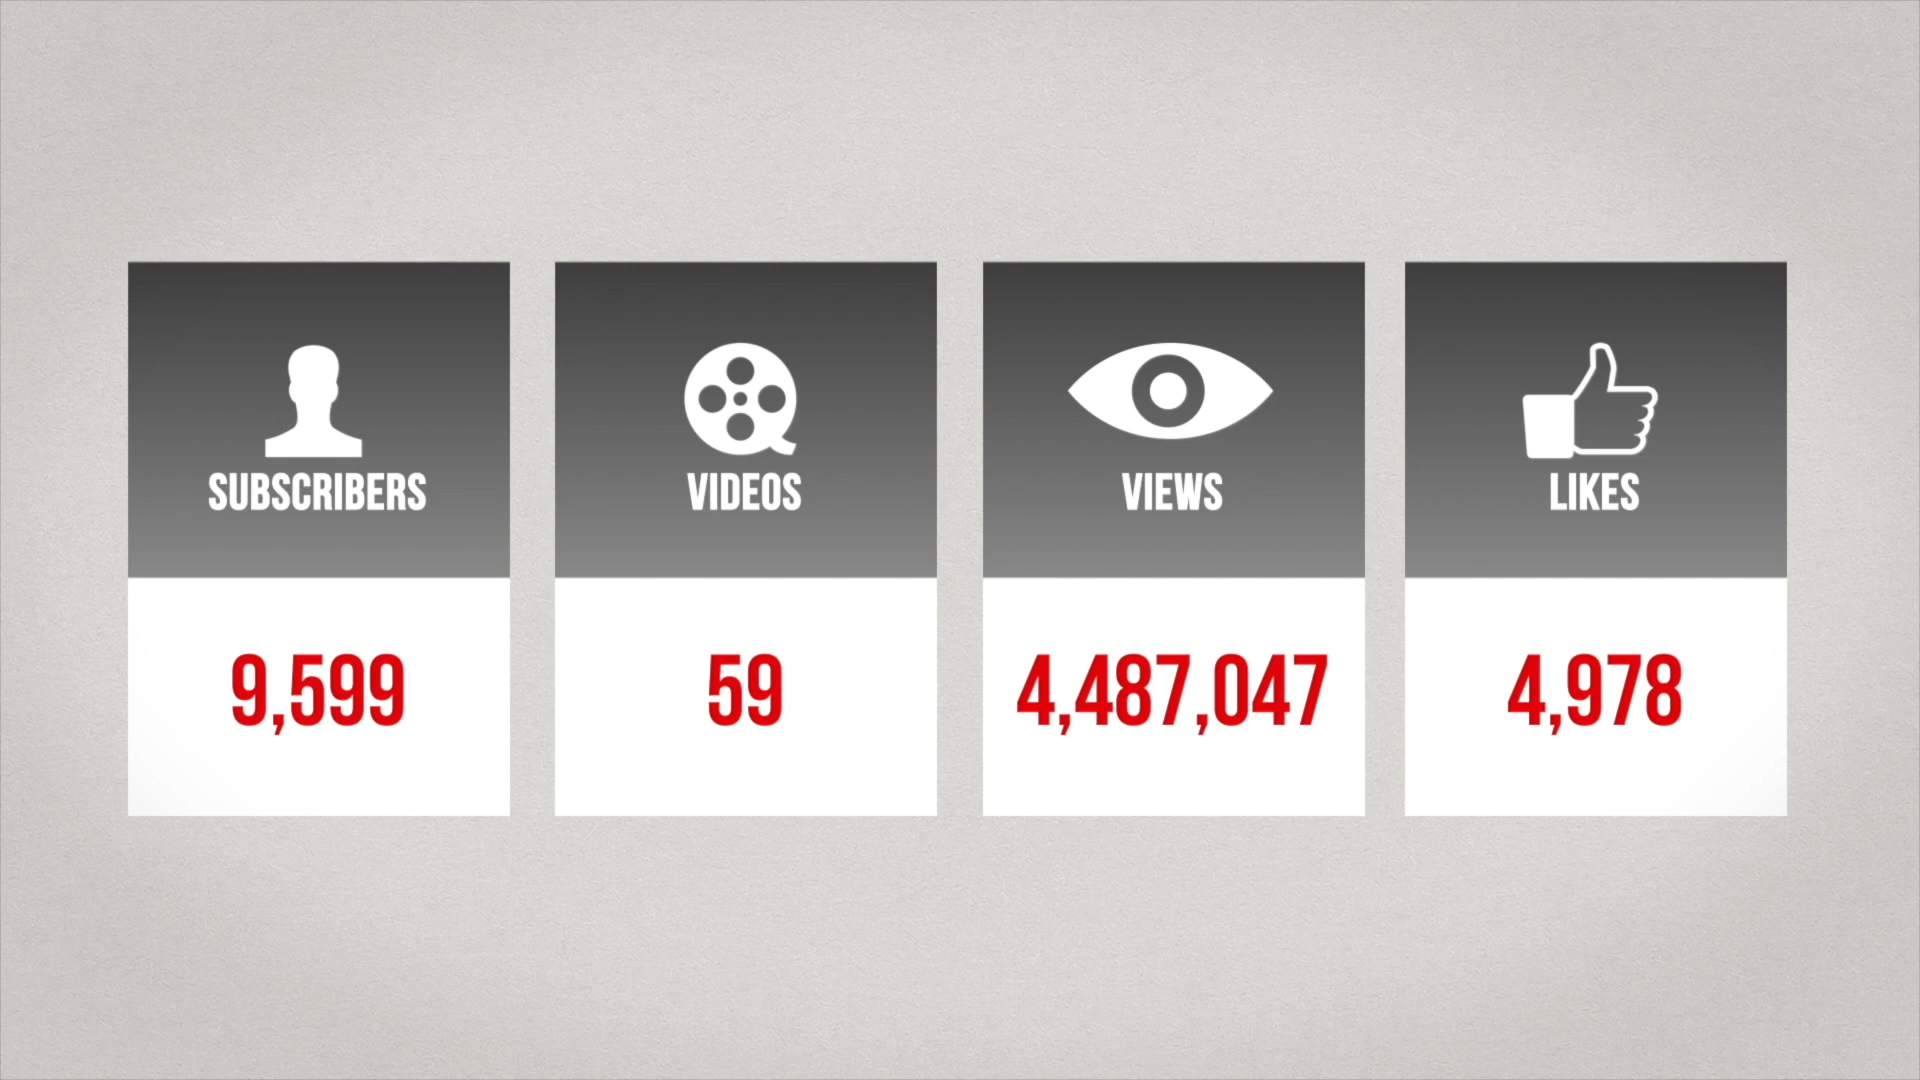 SUBSCRIBERS
9,599
VIDEOS
59
VIEWS
4,487,047
LIKES
4,978